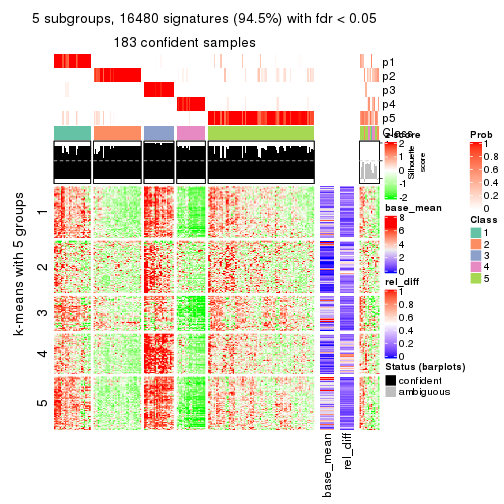 5 subgroups, 16480 signatures (94.5%) with fdr < 0.05
183 confident samples
p1
p2
p3
p4
p5
Class
Silhouette
score
k-means with 5 groups
1
2
3
4
5
base_mean
rel_diff
z-score
2
1
0
-1
-2
base_mean
8
6
4
2
0
rel_diff
1
0.8
0.6
0.4
0.2
0
Status (barplots)
confident
ambiguous
Prob
1
0.8
0.6
0.4
0.2
0
Class
1
2
3
4
5